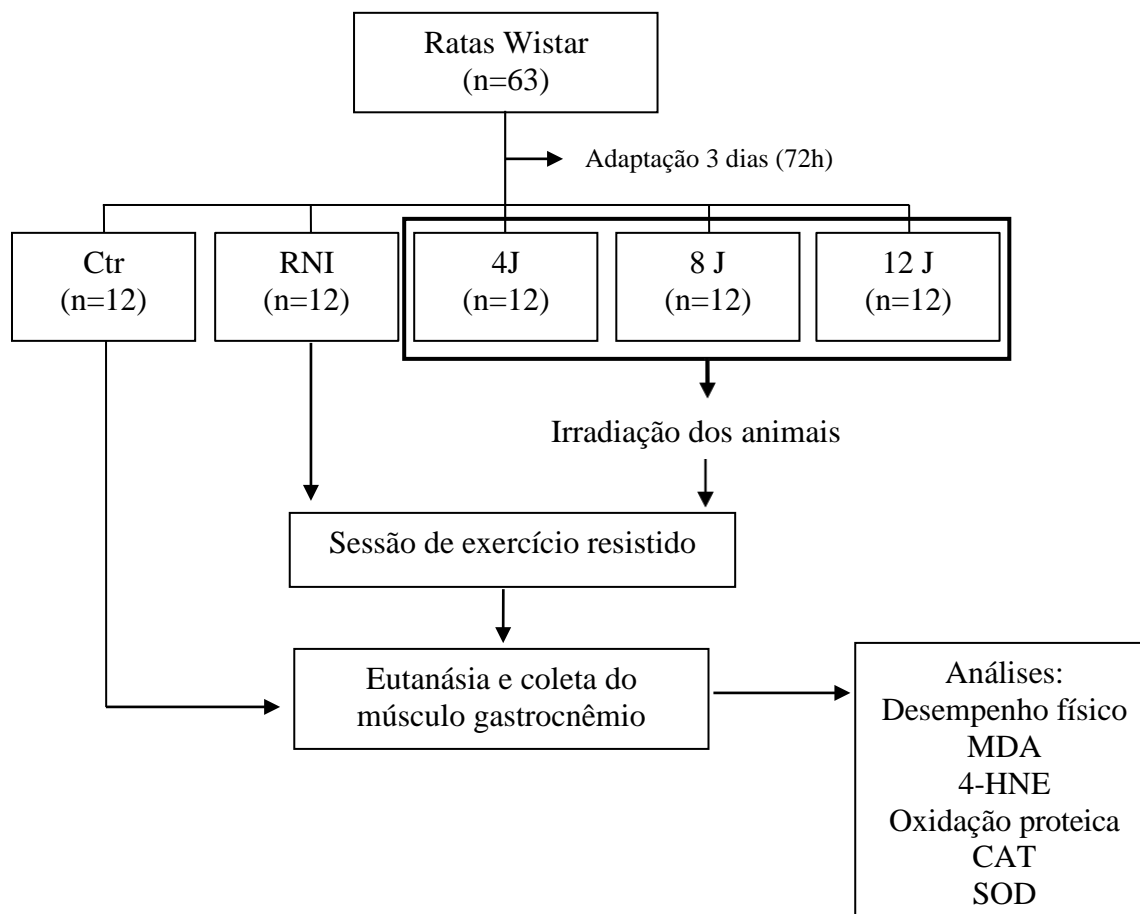 Ratas Wistar
(n=63)
Adaptação 3 dias (72h)
Ctr
(n=12)
RNI
(n=12)
4J
(n=12)
8 J
(n=12)
12 J
(n=12)
Irradiação dos animais
Sessão de exercício resistido
Eutanásia e coleta do
músculo gastrocnêmio
Análises:
Desempenho físico
MDA
4-HNE
Oxidação proteica
CAT
SOD